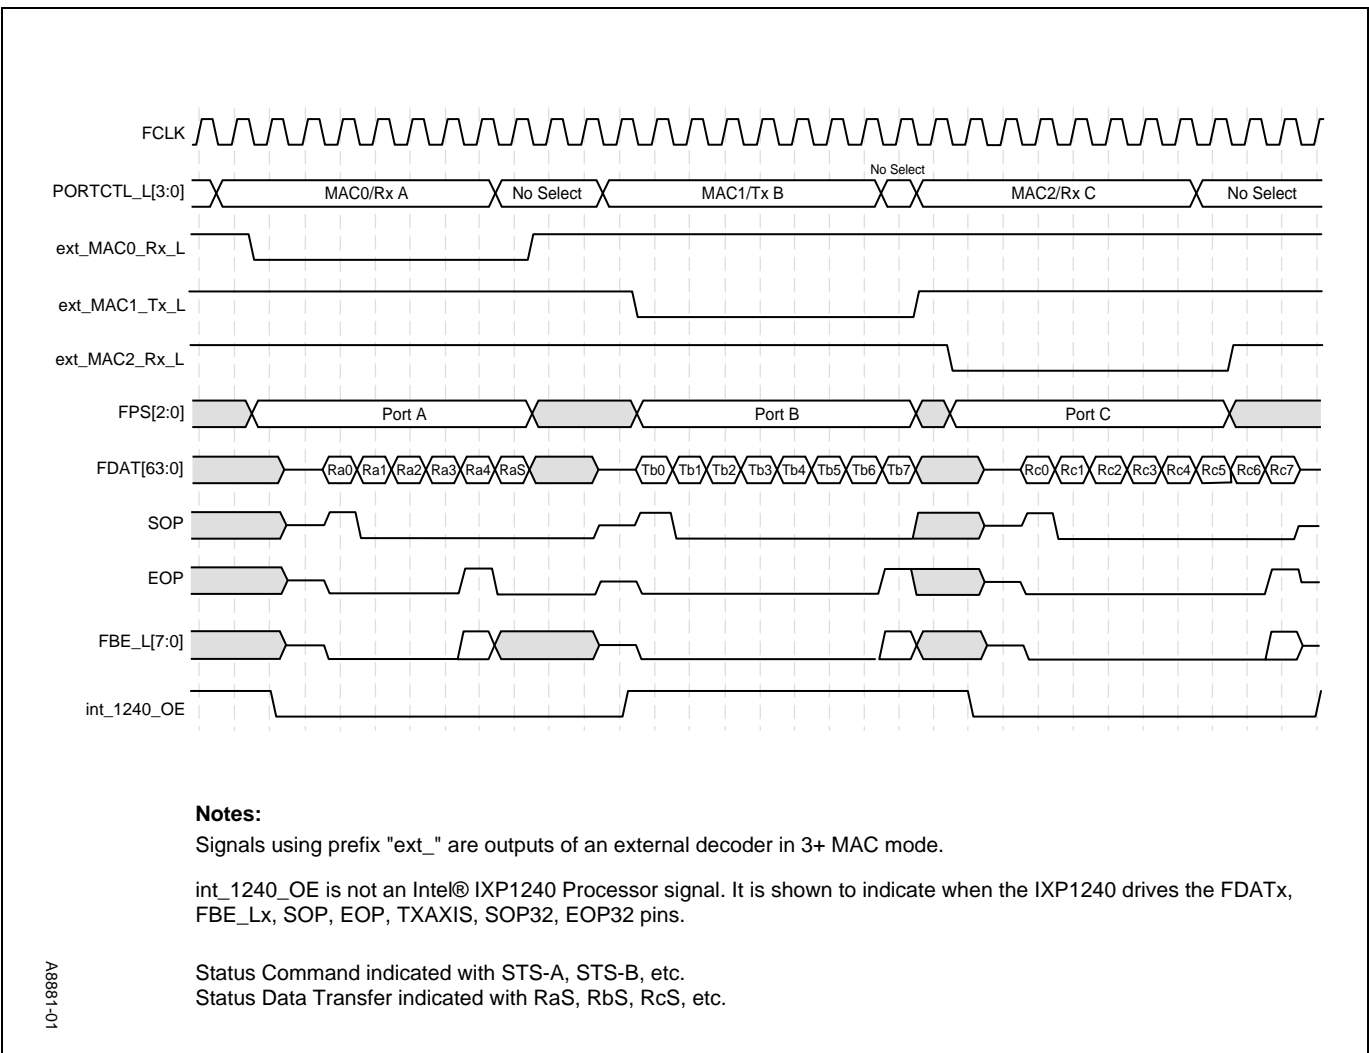 FCLK
No Select
PORTCTL_L[3:0] MAC0/Rx A No Select MAC1/Tx B MAC2/Rx C No Select
ext_MAC0_Rx_L
ext_MAC1_Tx_L
ext_MAC2_Rx_L
FPS[2:0] Port A Port B Port C
FDAT[63:0] Ra0 Ra1 Ra2 Ra3 Ra4 RaS Tb0 Tb1 Tb2 Tb3 Tb4 Tb5 Tb6 Tb7 Rc0 Rc1 Rc2 Rc3 Rc4 Rc5 Rc6 Rc7
SOP
EOP
FBE_L[7:0]
int_1240_OE
Notes:
Signals using prefix "ext_" are outputs of an external decoder in 3+ MAC mode.
int_1240_OE is not an Intel® IXP1240 Processor signal. It is shown to indicate when the IXP1240 drives the FDATx,
FBE_Lx, SOP, EOP, TXAXIS, SOP32, EOP32 pins.
Status Command indicated with STS-A, STS-B, etc.
Status Data Transfer indicated with RaS, RbS, RcS, etc.
A8881-01